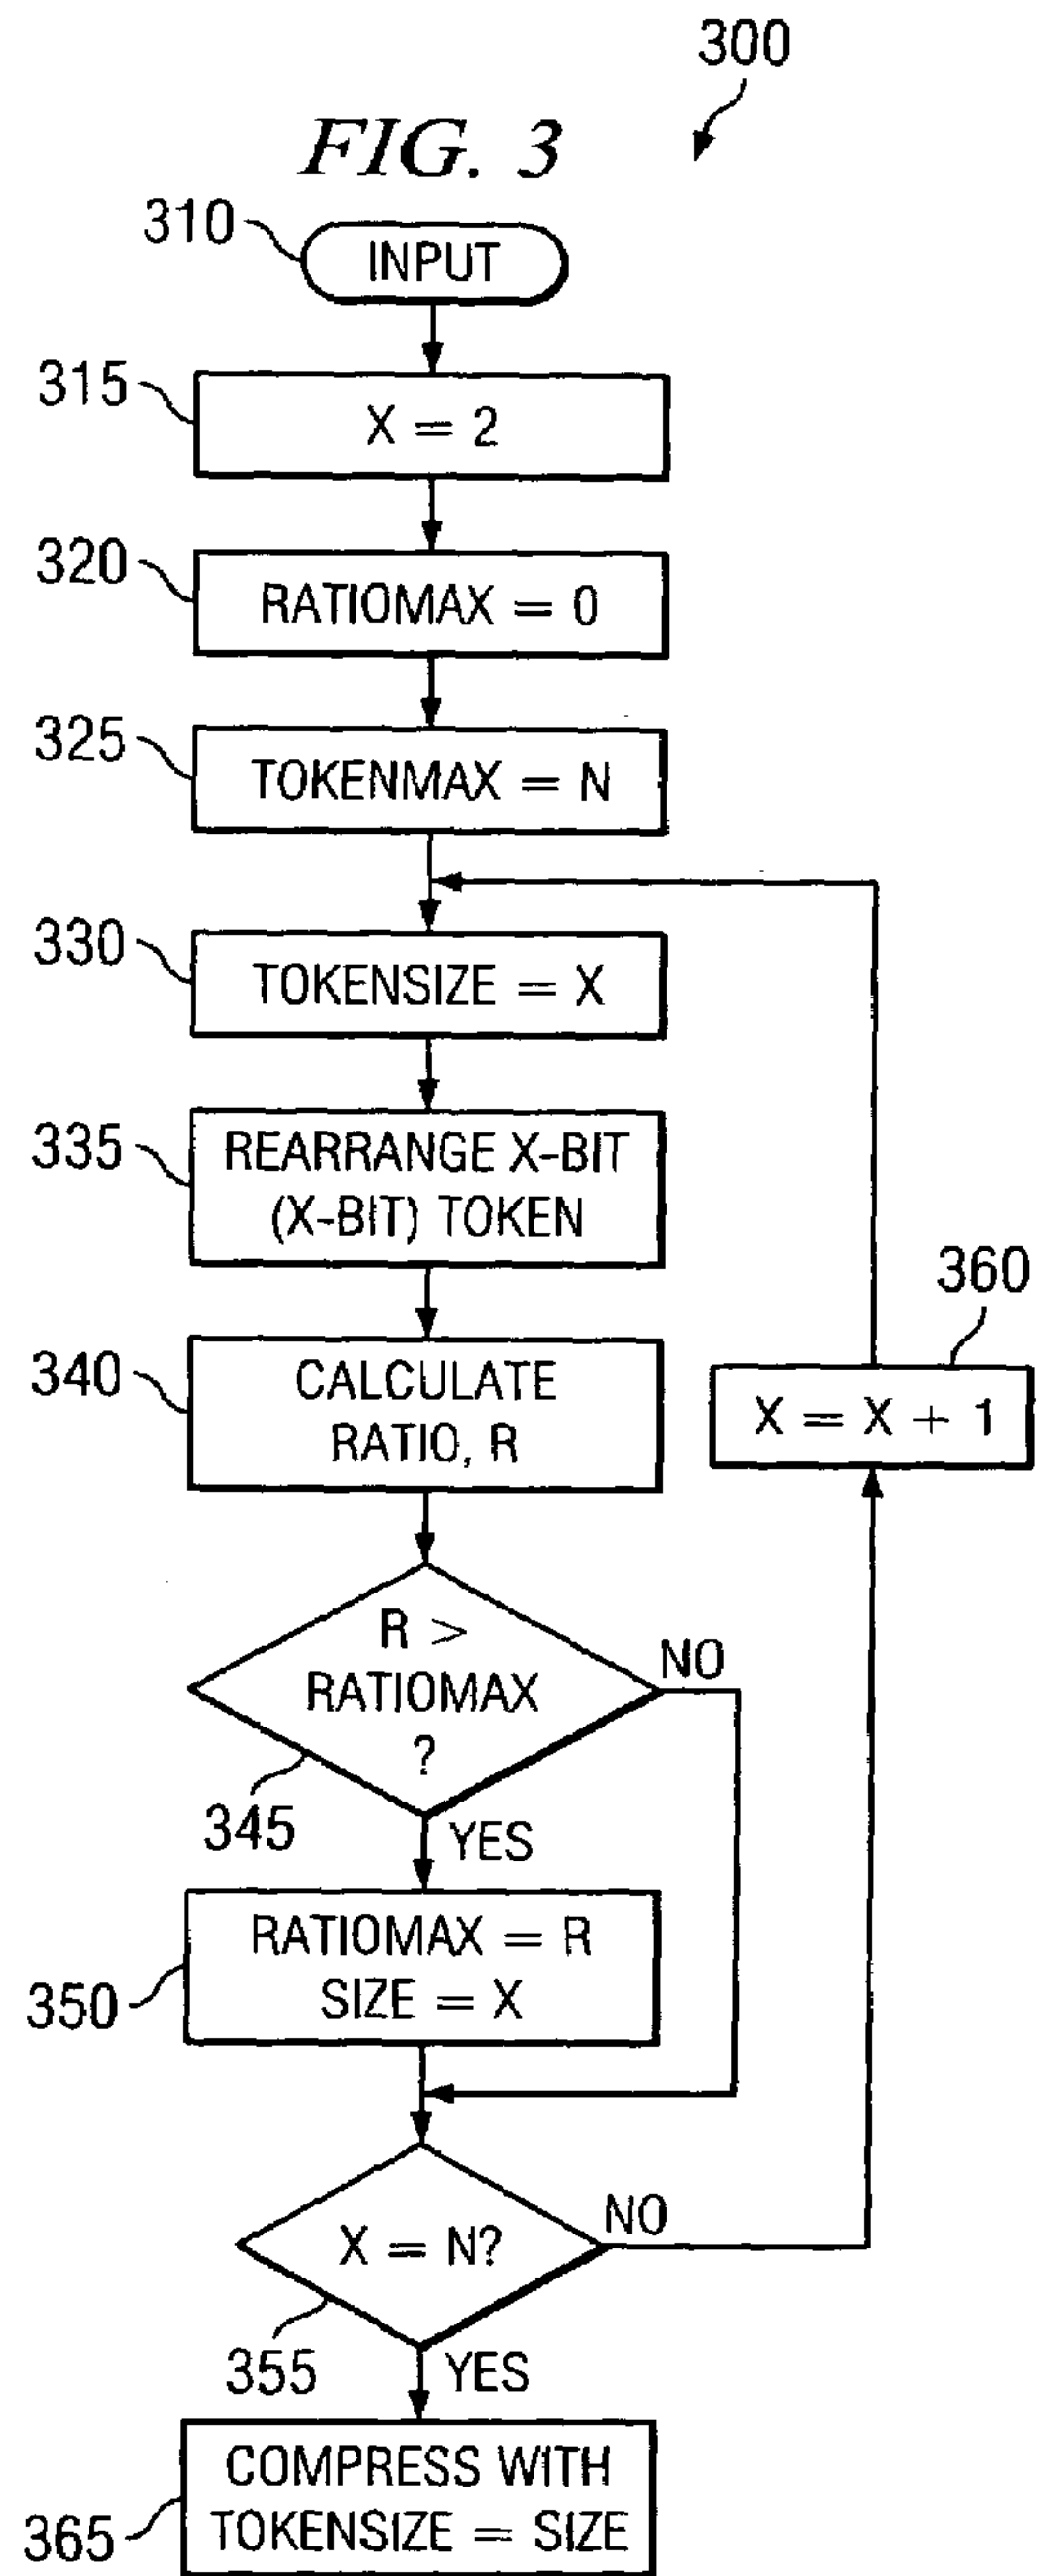 300
FIG. 3
310
INPUT
315
X = 2
320
RATIOMAX = 0
325
TOKENMAX = N
330
TOKENSIZE = X
335
REARRANGE X-BIT
(X-BIT) TOKEN
360
340
CALCULATE
RATIO, R
X = X + 1
R >
RATIOMAX
?
NO
345
YES
350
RATIOMAX = R
SIZE = X
X = N?
NO
355
YES
365
COMPRESS WITH
TOKENSIZE = SIZE